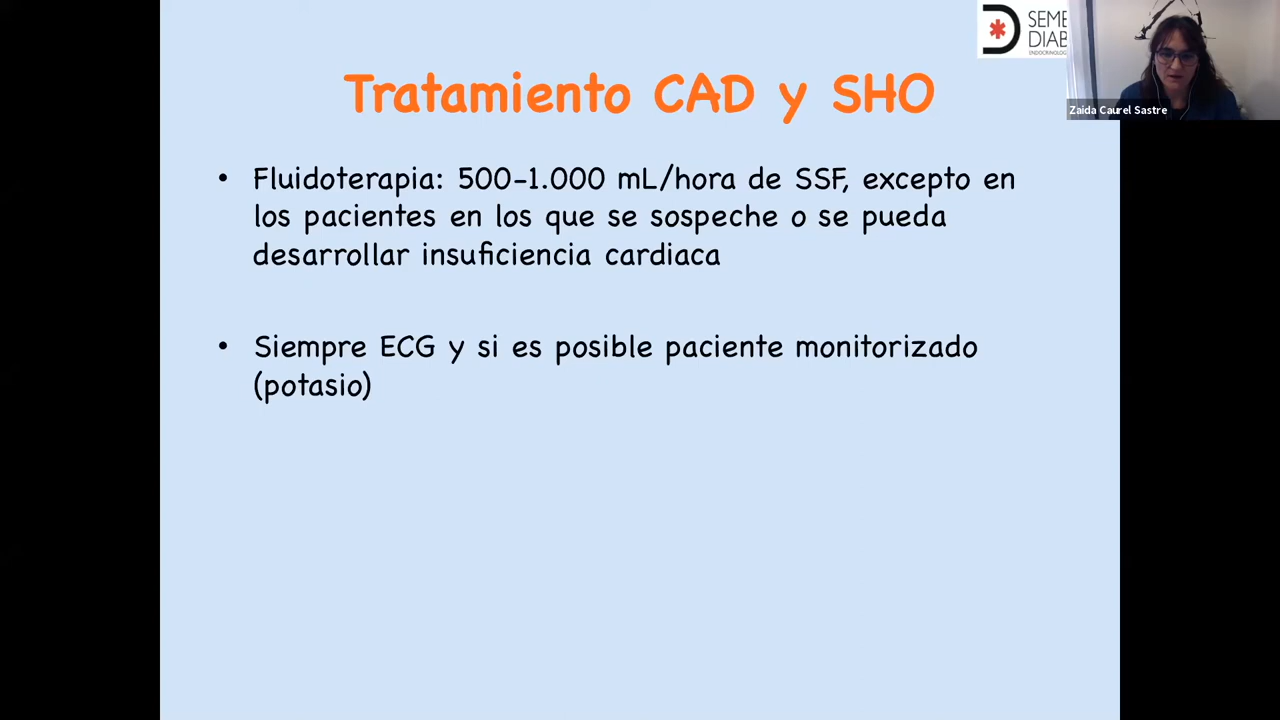 SEME
DIAB
Zaida Caurel Sastre
Tratamiento CAD y SHO
• Fluidoterapia: 500-1.000 mL/hora de SSF, excepto en
los pacientes en los que se sospeche o se pueda
desarrollar insuficiencia cardiaca
• Siempre ECG y si es posible paciente monitorizado
(potasio)